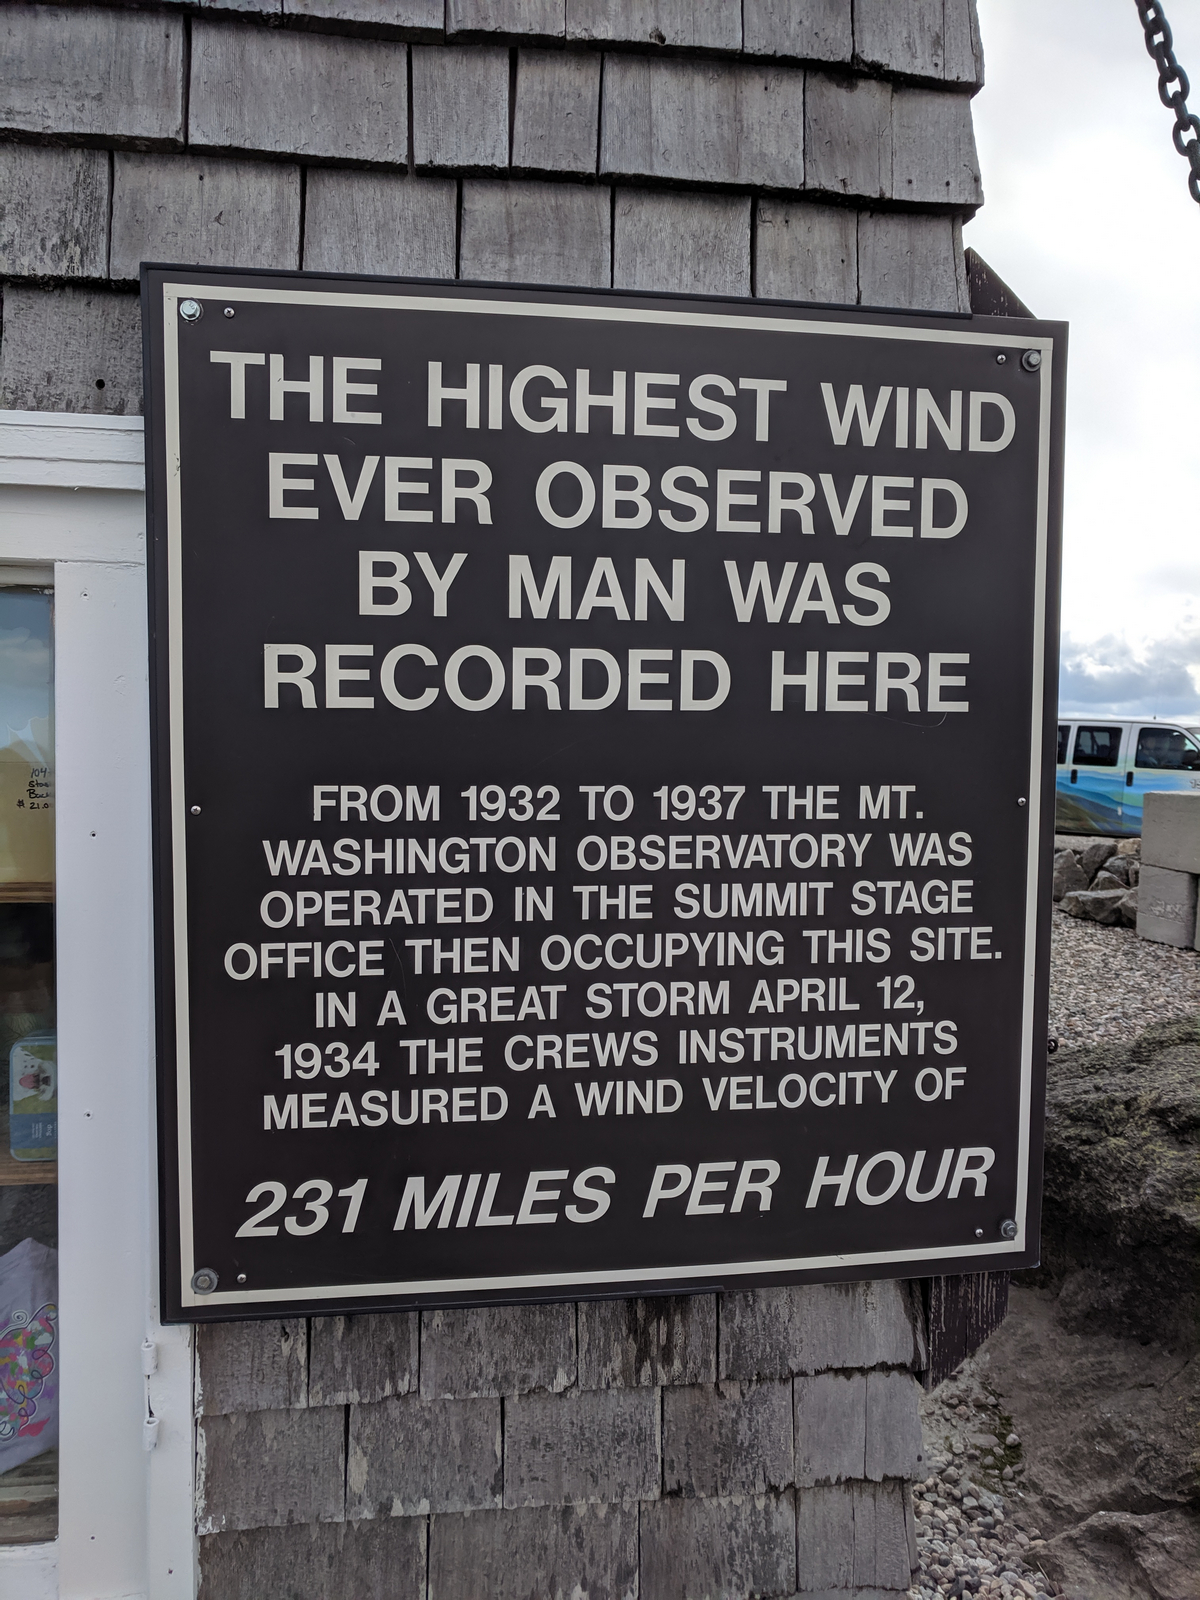 THE HIGHEST WIND
EVER OBSERVED
BY MAN WAS
RECORDED HERE
FROM 1932 TO 1937 THE MT.
WASHINGTON OBSERVATORY WAS
OPERATED IN THE SUMMIT STAGE
OFFICE THEN OCCUPYING THIS SITE.
IN A GREAT STORM APRIL 12,
1934 THE CREWS INSTRUMENTS
MEASURED A WIND VELOCITY OF
231 MILES PER HOUR